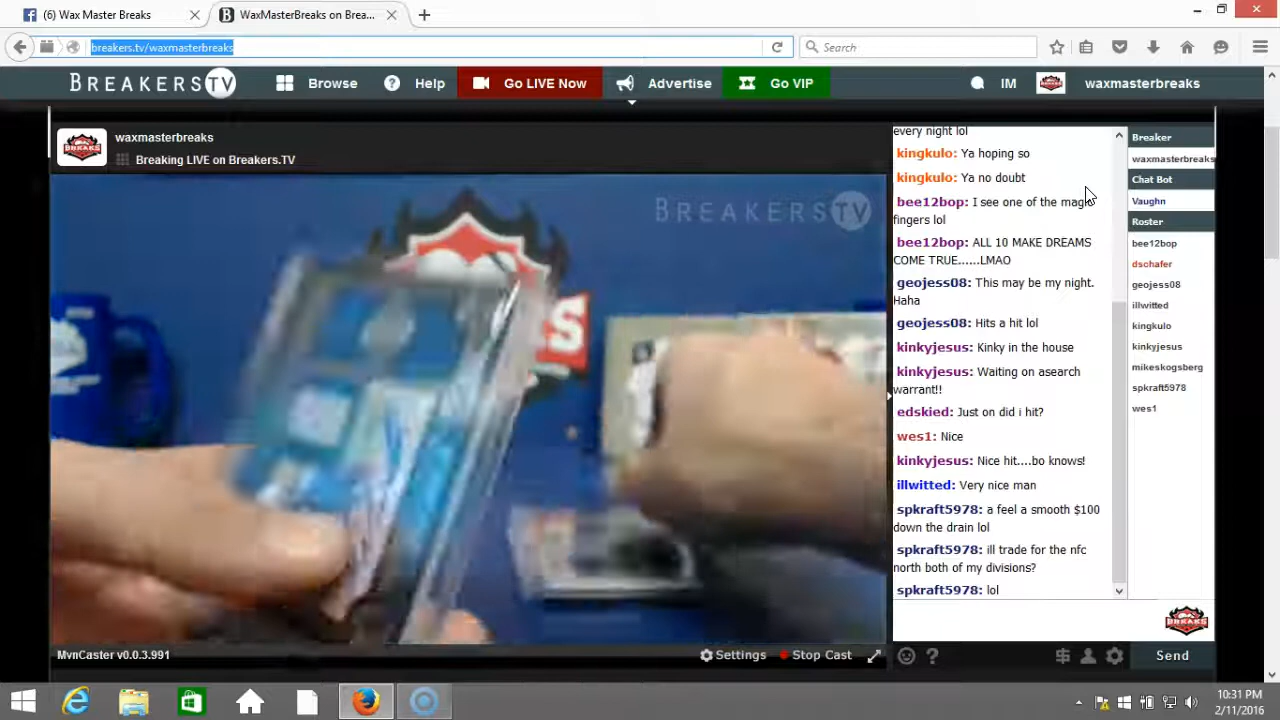 (6) Wax Master Breaks
WaxMasterBreaks on Brea...
breakers.tv/waxmasterbreaks
Search
BREAKERSTV
Browse
Help
Go LIVE Now
Advertise
Go VIP
IM
waxmasterbreaks
waxmasterbreaks
Breaking LIVE on Breakers.TV
BREAKERSTV
S
every night lol
kingkulo: Ya hoping so
kingkulo: Ya no doubt
bee12bop: I see one of the magic
fingers lol
bee12bop: ALL 10 MAKE DREAMS
COME TRUE......LMAO
geojess08: This may be my night.
Haha
geojess08: Hits a hit lol
kinkyjesus: Kinky in the house
kinkyjesus: Waiting on asearch
warrant!!
edskied: Just on did i hit?
wes1: Nice
kinkyjesus: Nice hit....bo knows!
illwitted: Very nice man
spkraft5978: a feel a smooth $100
down the drain lol
spkraft5978: ill trade for the nfc
north both of my divisions?
spkraft5978: lol
Breaker
waxmasterbreaks
Chat Bot
Vaughn
Roster
bee12bop
dschafer
geojess08
illwitted
kingkulo
kinkyjesus
mikeskogsberg
spkraft5978
wes1
BREAKS
MvnCaster v0.0.3.991
Settings
Stop Cast
Send
10:31 PM
2/11/2016